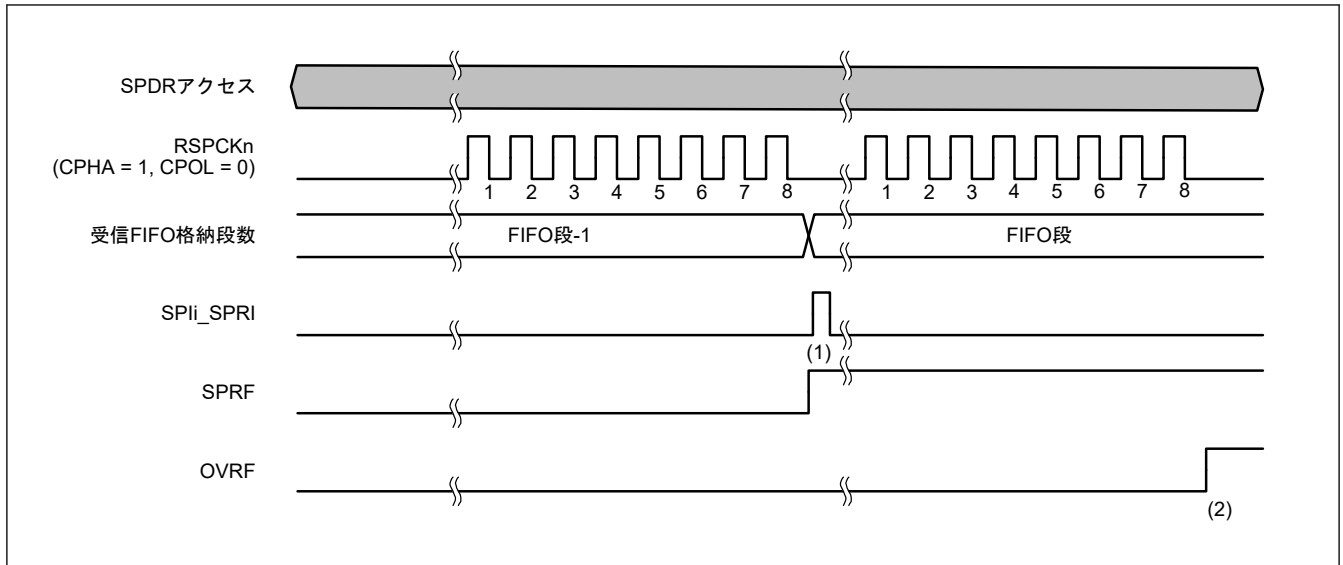 SPDRアクセス
RSPCKn
(CPHA = 1, CPOL = 0)
1 2 3 4 5 6 7 8 1 2 3 4 5 6 7 8
受信FIFO格納段数 FIFO段-1 FIFO段
SPIi_SPRI
(1)
SPRF
OVRF
(2)